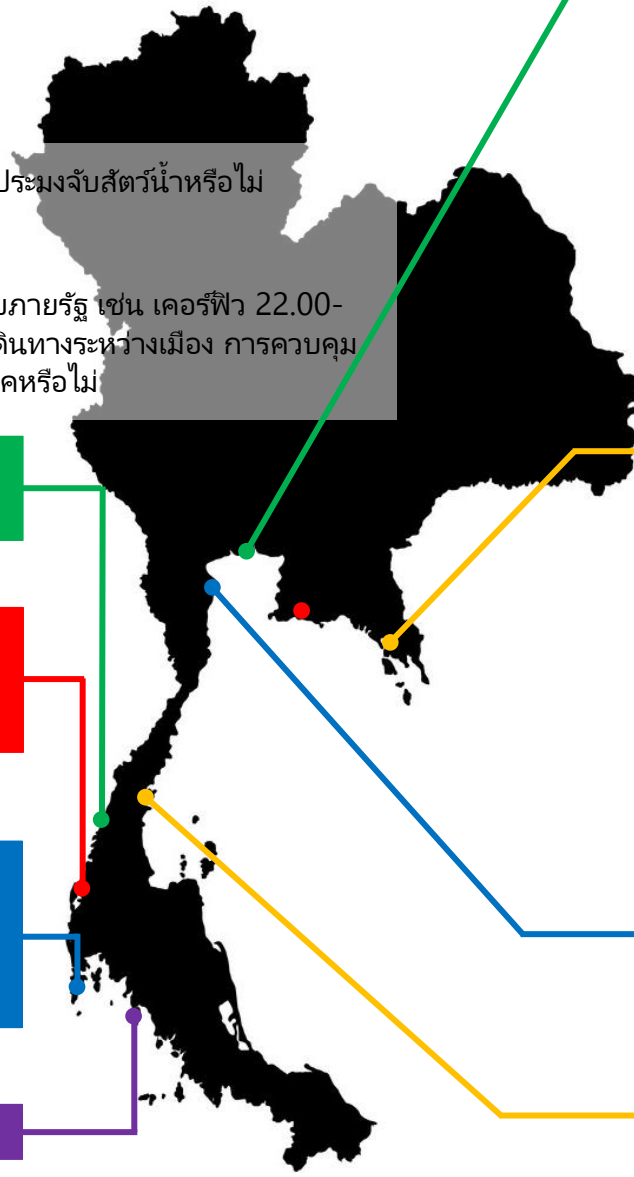 ประมงจับสัตว์น้ำหรือไม่
ภายรัฐ เช่น เคอร์ฟิว 22.00-
ดินทางระหว่างเมือง การควบคุม
คหรือไม่